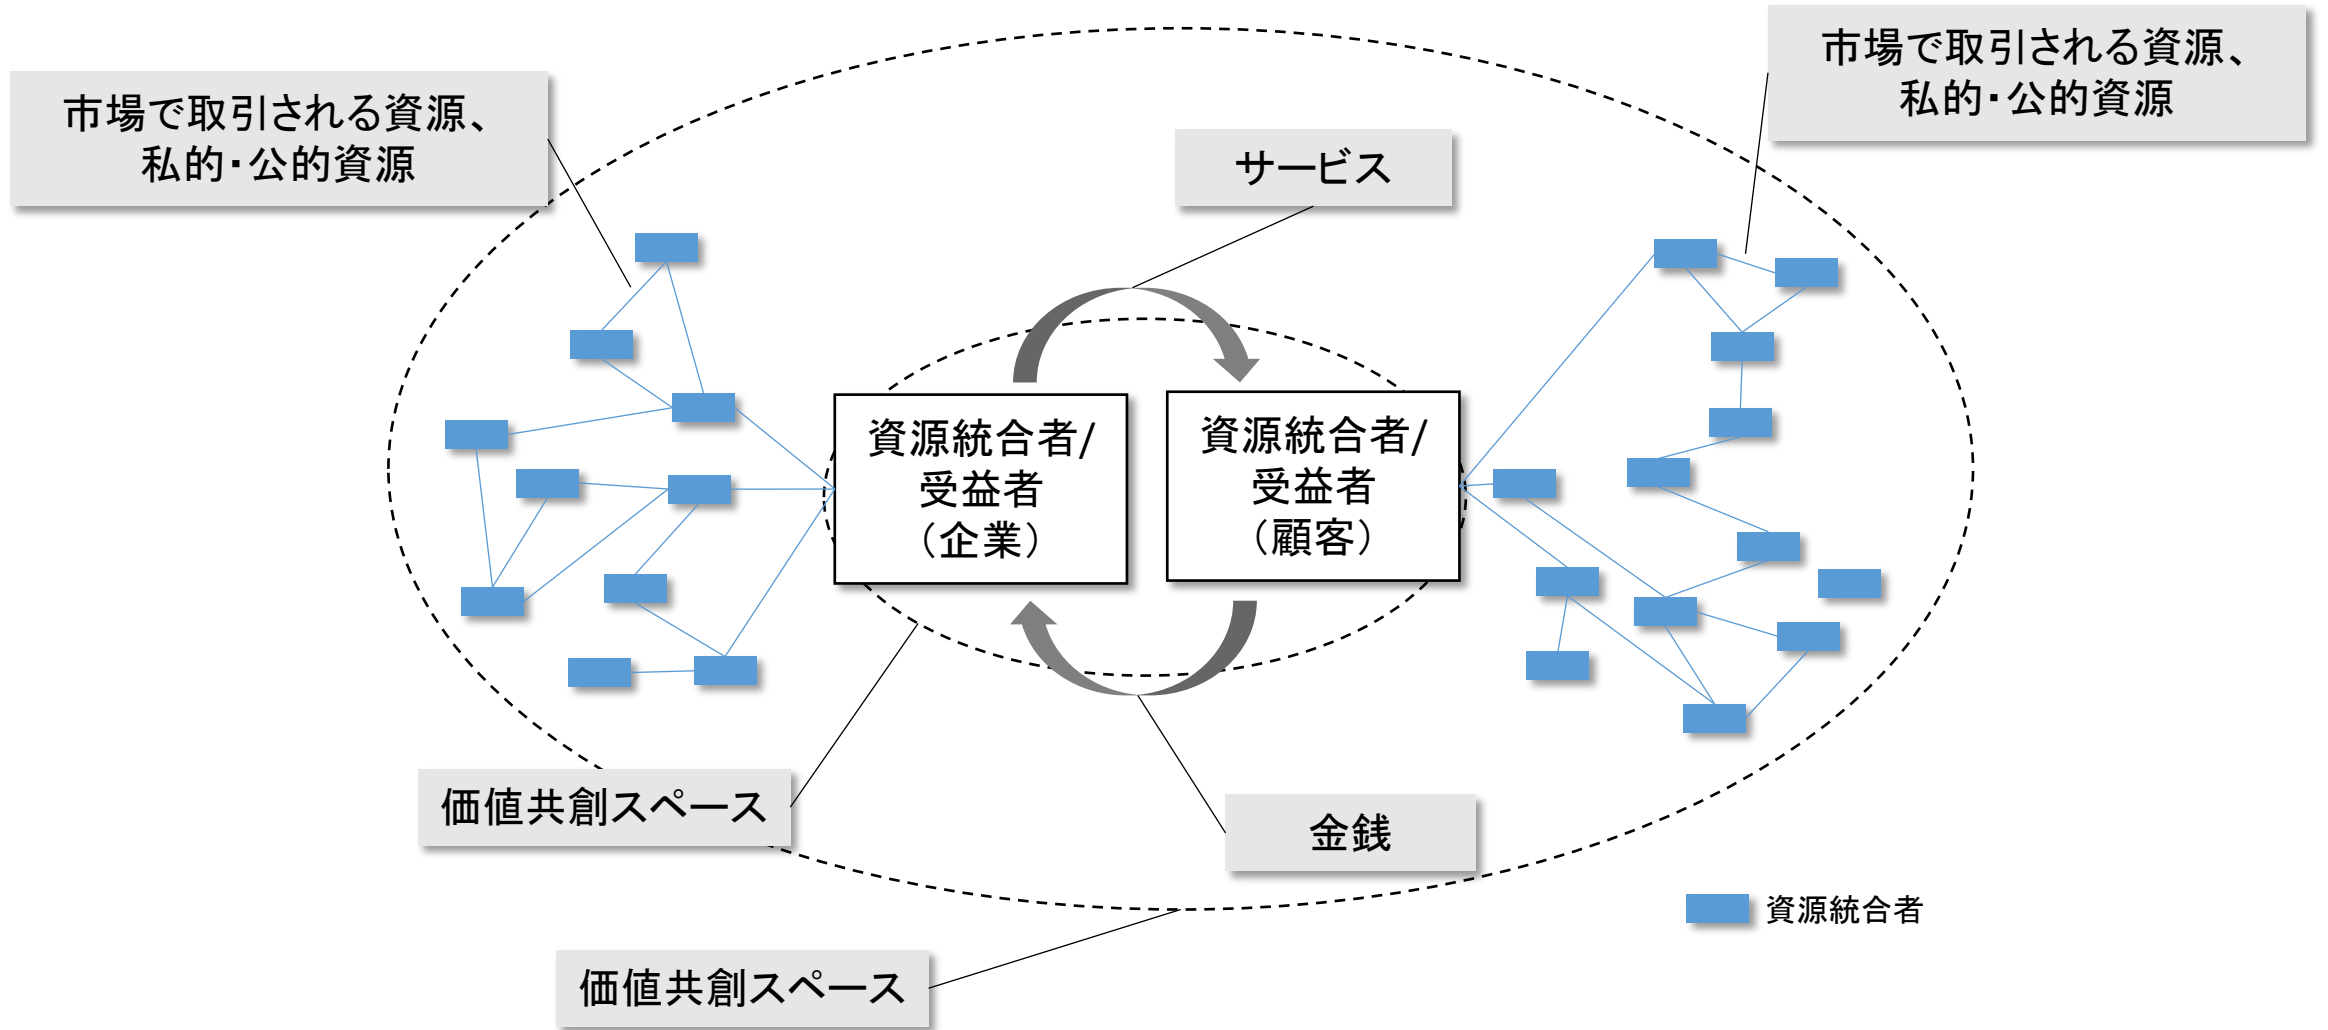 市場で取引される資源、
私的・公的資源
市場で取引される資源、
私的・公的資源
サービス
資源統合者/
受益者
（企業）
資源統合者/
受益者
（顧客）
価値共創スペース
金銭
資源統合者
価値共創スペース